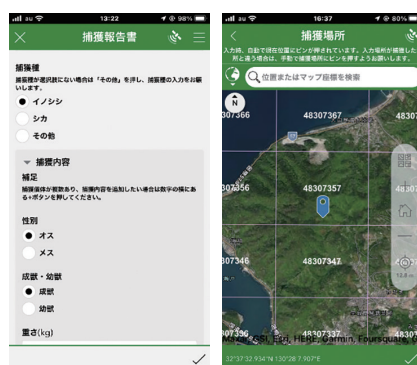 13:22
98%
捕獲報告書
捕獲種
捕獲種が選択肢にない場合は「その他」を押し、捕獲種の入力をお願
いします。
イノシシ
シカ
その他
捕獲内容
補足
捕獲個体が複数あり、捕獲内容を追加したい場合は数字の横にあ
る+ボタンを押してください。
性別
オス
メス
成獣・幼獣
成獣
幼獣
重さ(kg)
16:37
80%
捕獲場所
入力時、自動で現在位置にピンが押されています。入力場所が捕獲した
所と違う場合は、手動で捕獲場所にピンを押すようお願いします。
位置またはマップ座標を検索
N
307366
48307367
4830
307356
48307357
307346
48307347
12.8 m
48307337
Esri, HERE, Garmin, Foursquare, G
32°37'32.934"N 130°28'7.907"E